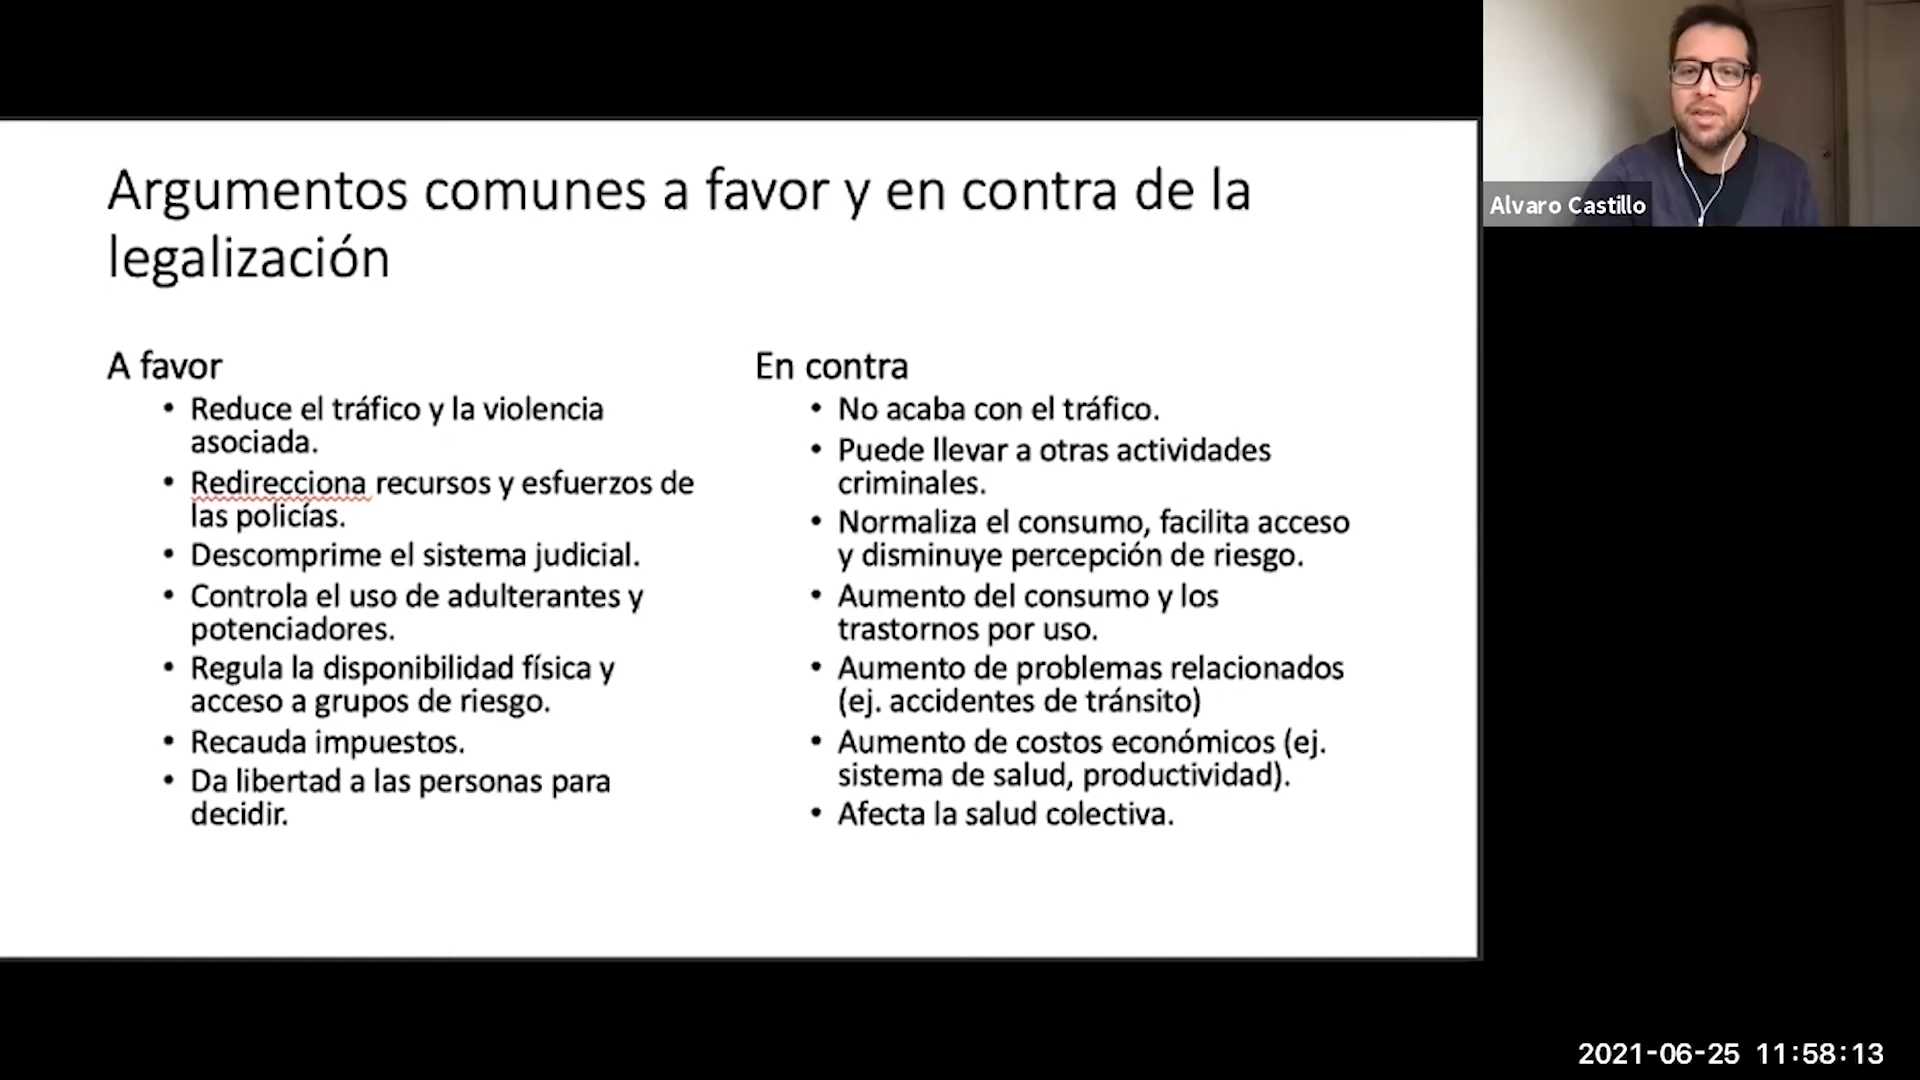 Argumentos comunes a favor y en contra de la
legalización
A favor
• Reduce el tráfico y la violencia
asociada.
• Redirecciona recursos y esfuerzos de
las policías.
• Descomprime el sistema judicial.
• Controla el uso de adulterantes y
potenciadores.
• Regula la disponibilidad física y
acceso a grupos de riesgo.
• Recauda impuestos.
• Da libertad a las personas para
decidir.
En contra
• No acaba con el tráfico.
• Puede llevar a otras actividades
criminales.
• Normaliza el consumo, facilita acceso
y disminuye percepción de riesgo.
• Aumento del consumo y los
trastornos por uso.
• Aumento de problemas relacionados
(ej. accidentes de tránsito)
• Aumento de costos económicos (ej.
sistema de salud, productividad).
• Afecta la salud colectiva.
Alvaro Castillo
2021-06-25 11:58:13